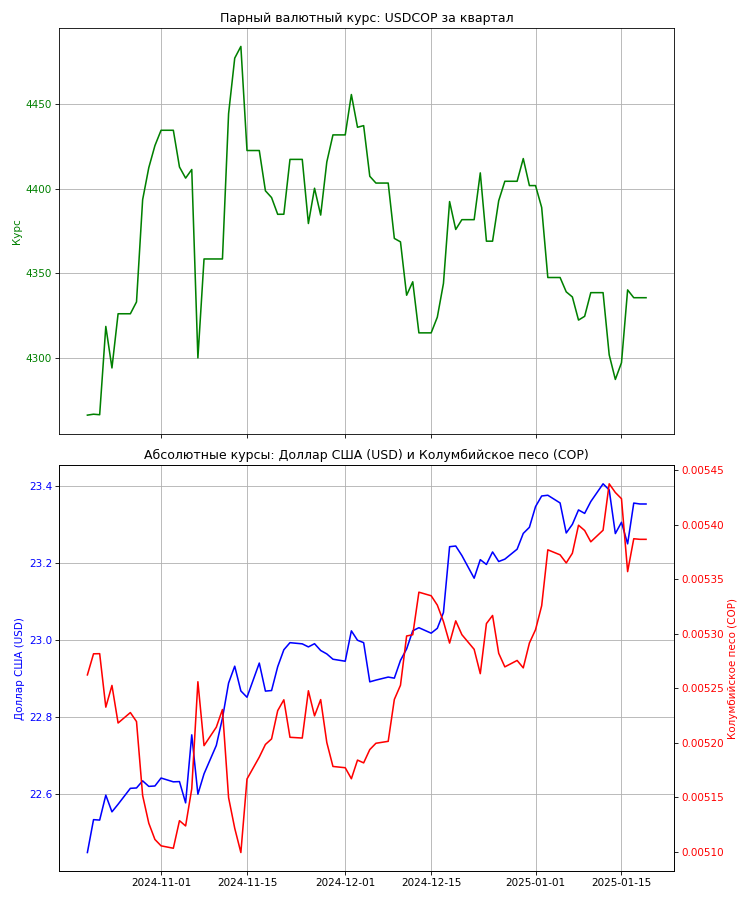 Парный валютный курс: USDCOP за квартал
Курс
4450
4400
4350
4300
Абсолютные курсы: Доллар США (USD) и Колумбийское песо (COP)
Доллар США (USD)
23.4
23.2
23.0
22.8
22.6
0.00545
0.00540
0.00535
0.00530
0.00525
0.00520
0.00515
0.00510
Колумбийское песо (COP)
2024-11-01 2024-11-15 2024-12-01 2024-12-15 2025-01-01 2025-01-15